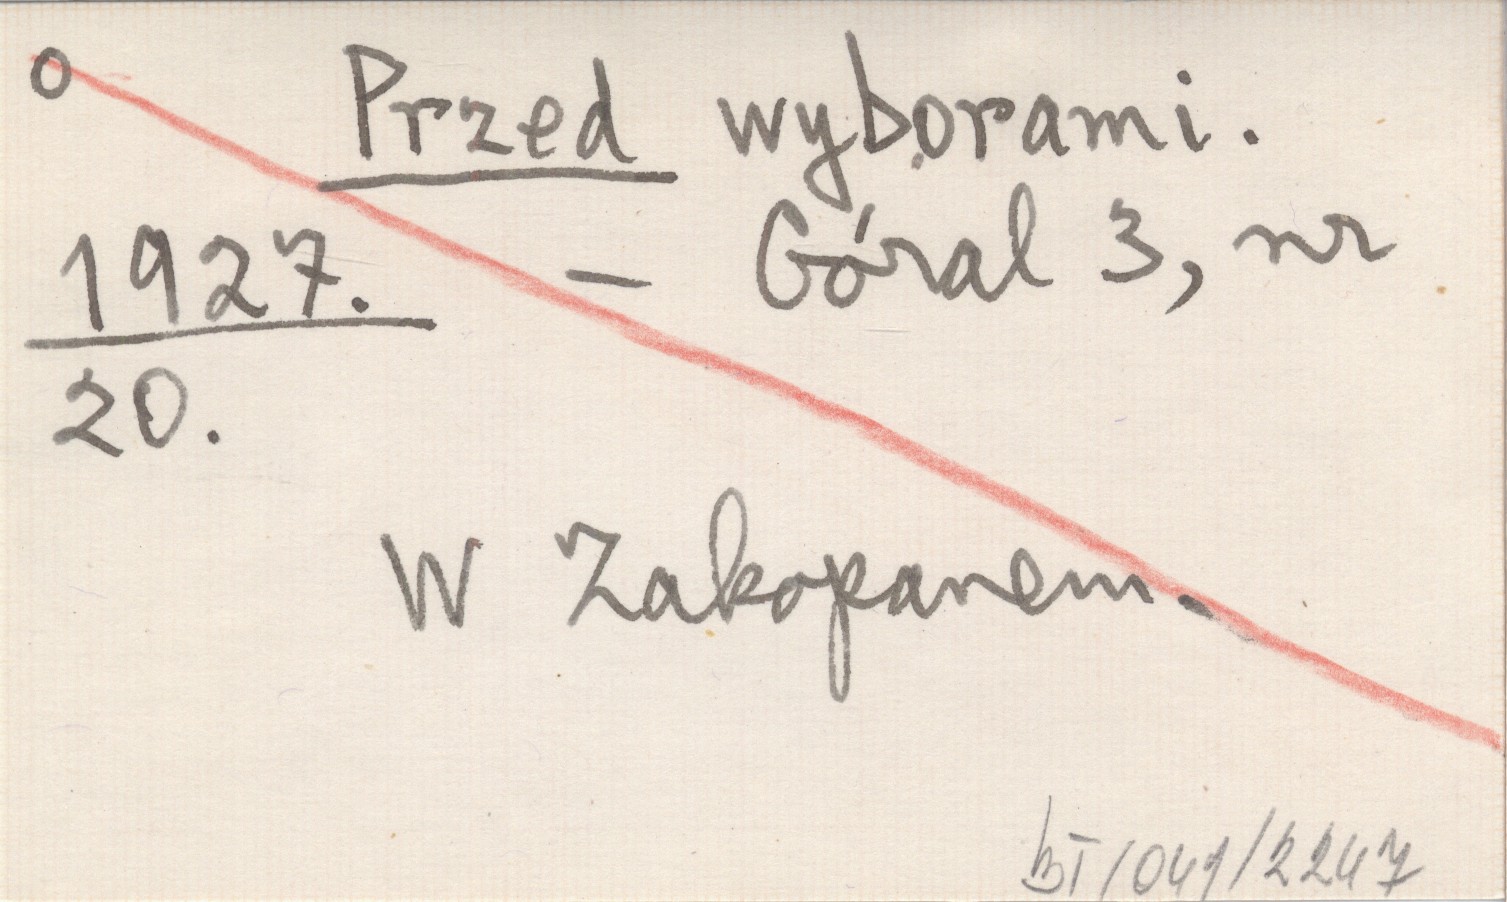 o Przed wyborami.
1927. – Góral 3, nr
20.
W Zakopanem.
BT/041/2247